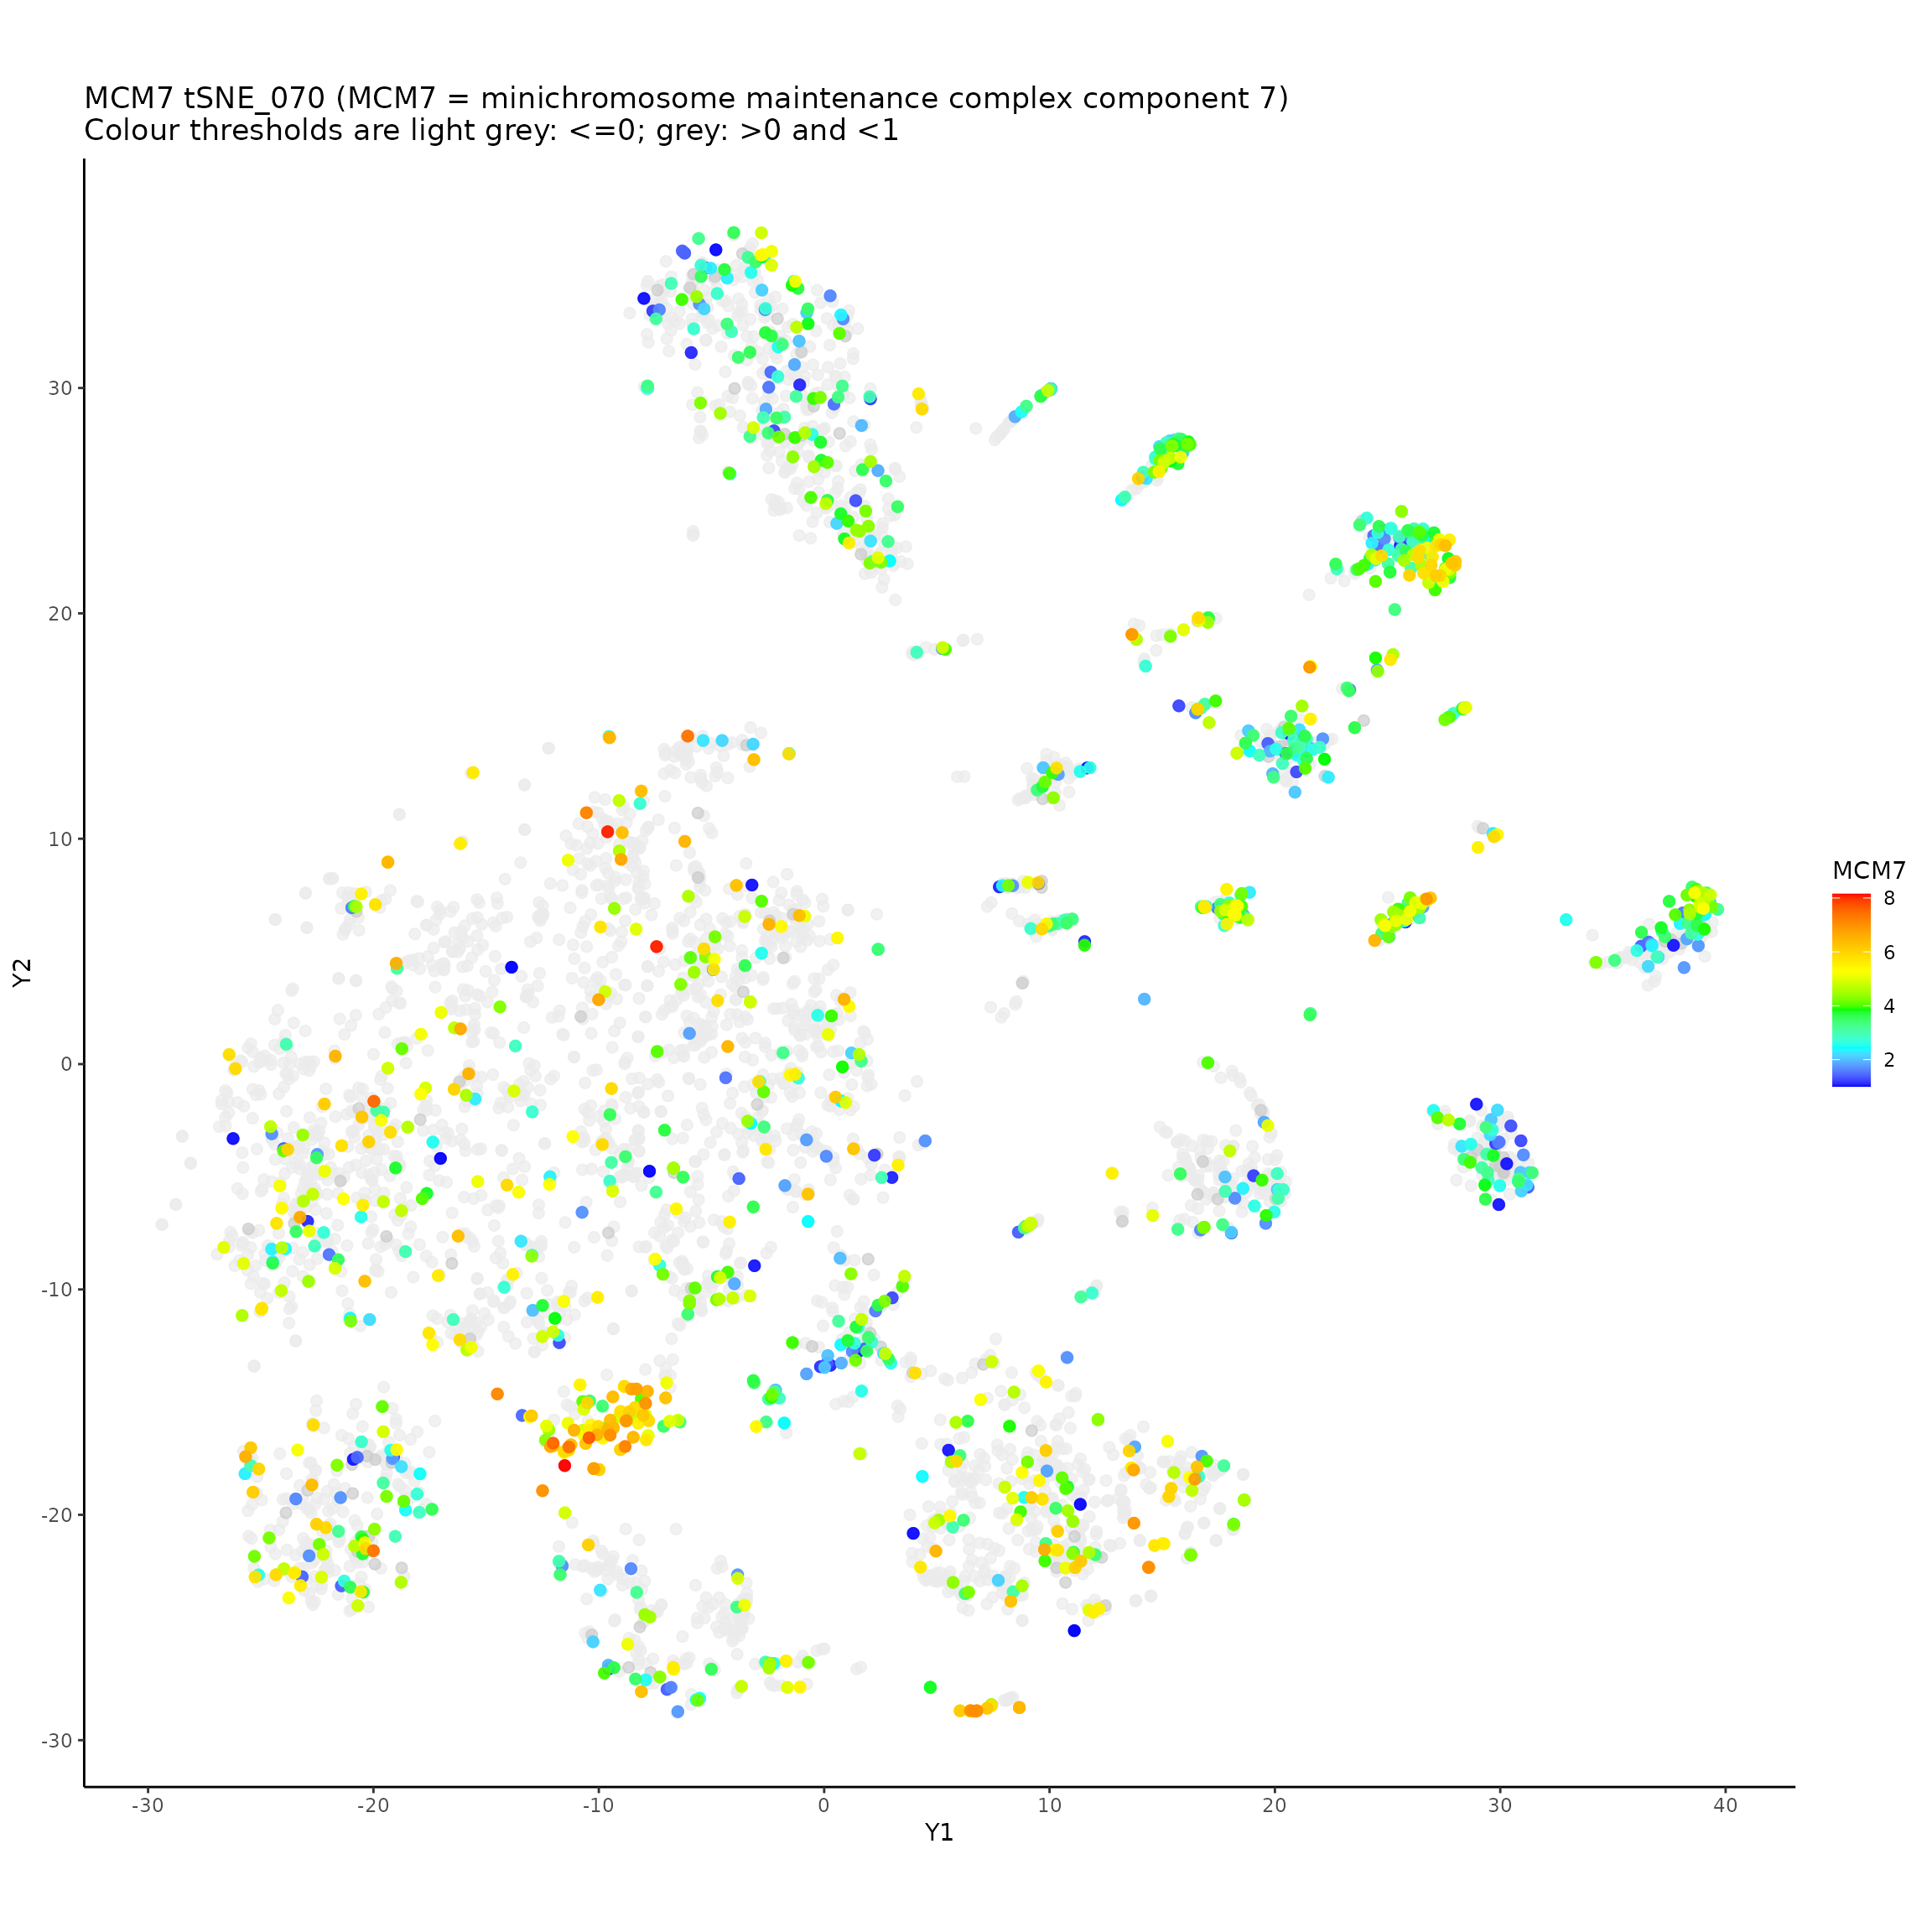 MCM7 tSNE_070 (MCM7 = minichromosome maintenance complex component 7)
Colour thresholds are light grey: <=0; grey: >0 and <1
30
20
10
0
-10
-20
-30
Y2
-30 -20 -10 0 10 20 30 40
Y1
MCM7
8
6
4
2